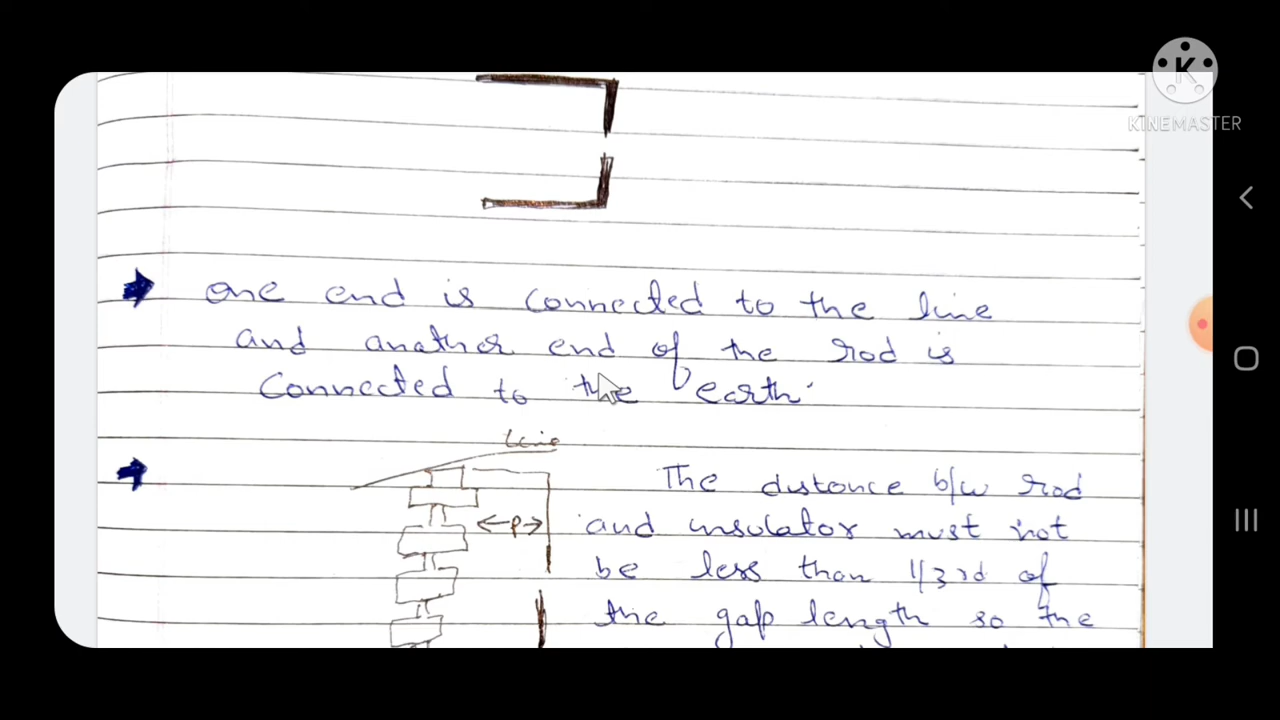 KINEMASTER
one end is connected to the line
and another end of the rod is
connected to the earth.
Line
The distance b/w rod
P
and insulator must not
be less than 1/3rd of
the gap length so the